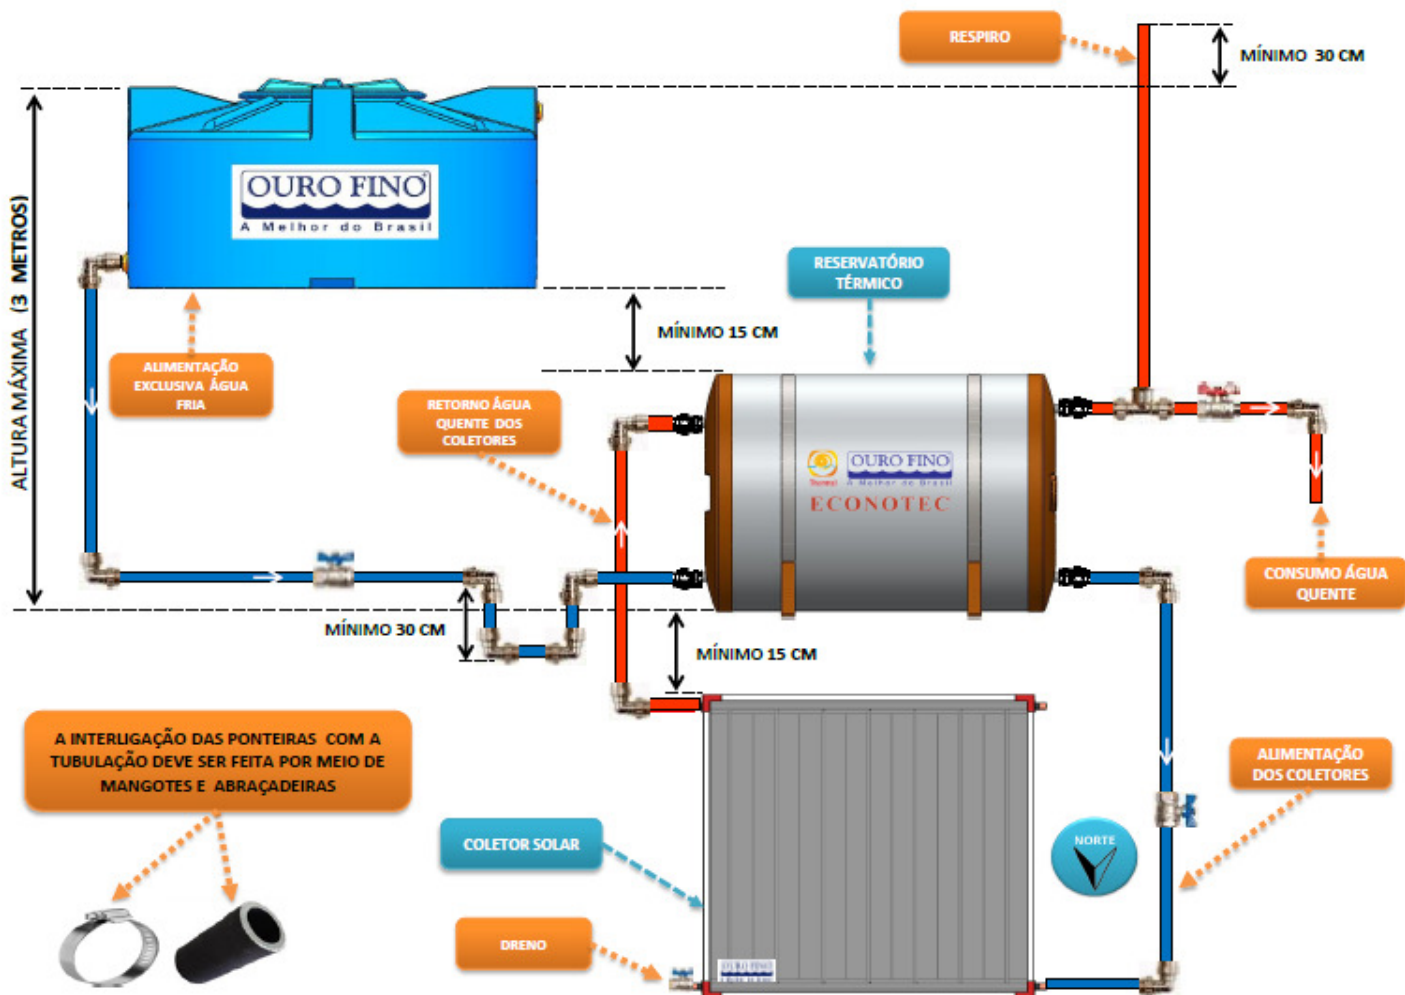 RESPIRO
MÍNIMO 30 CM
ALTURA MÁXIMA (3 METROS)
OURO FINO
A Melhor do Brasil
RESERVATÓRIO
TÉRMICO
MÍNIMO 15 CM
ALIMENTAÇÃO
EXCLUSIVA ÁGUA
FRIA
RETORNO ÁGUA
QUENTE DOS
COLETORES
OURO FINO
A Melhor do Brasil
ECONOTEC
CONSUMO ÁGUA
QUENTE
MÍNIMO 30 CM
MÍNIMO 15 CM
A INTERLIGAÇÃO DAS PONTEIRAS COM A
TUBULAÇÃO DEVE SER FEITA POR MEIO DE
MANGOTES E ABRAÇADEIRAS
ALIMENTAÇÃO
DOS COLETORES
COLETOR SOLAR
NORTE
DRENO
OURO FINO